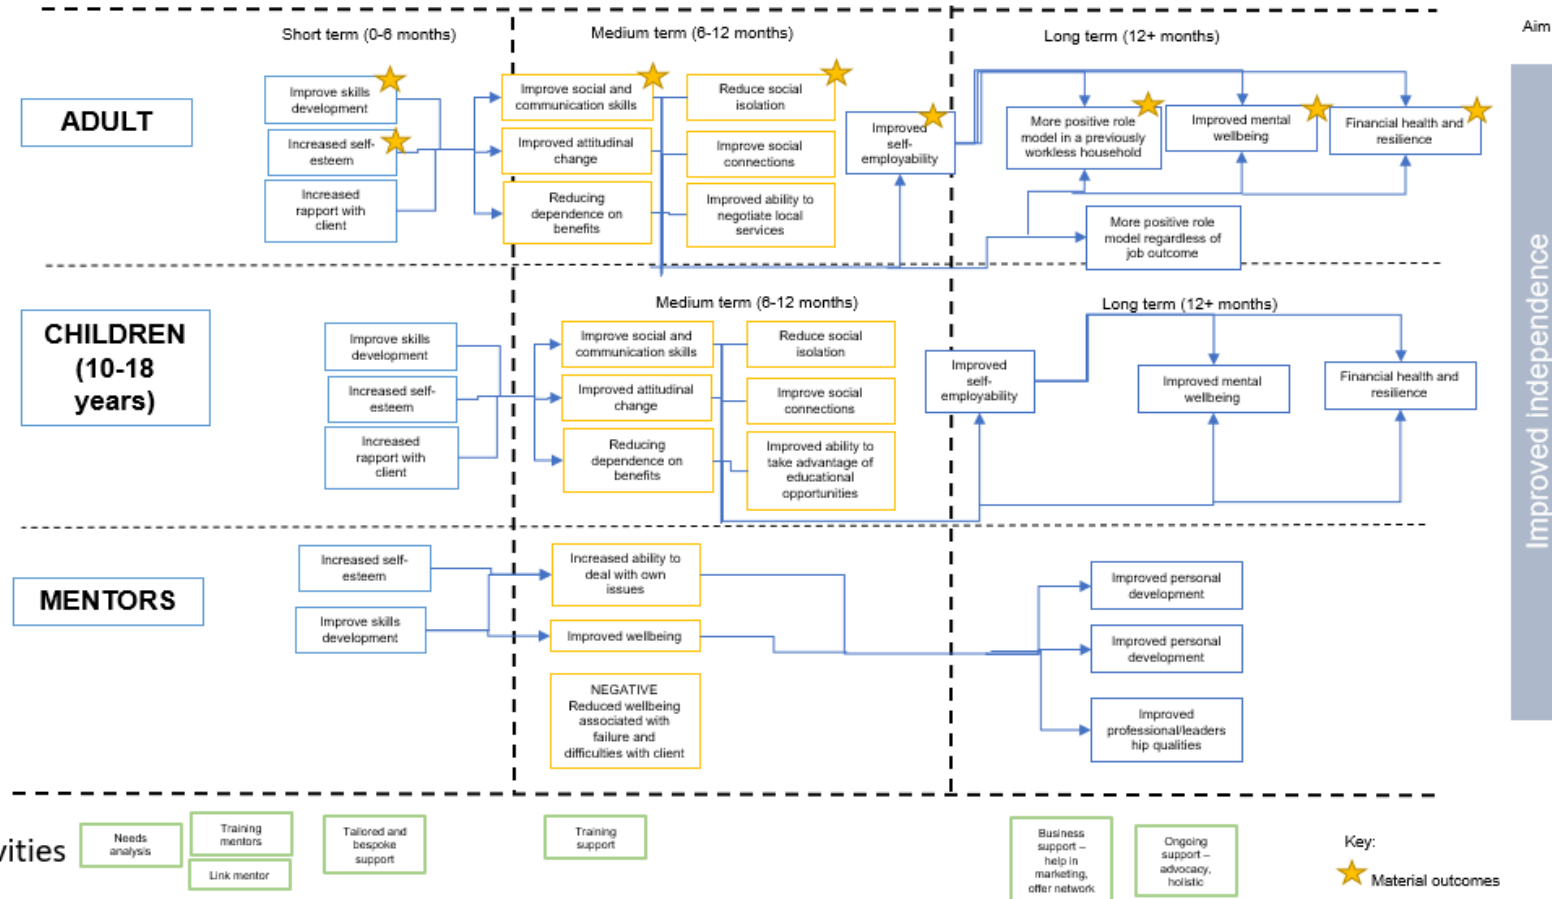 Short term (0-6 months)
Medium term (6-12 months)
Long term (12+ months)
Aim
ADULT
Improve skills
development
Increased self-
esteem
Increased
rapport with
client
Improve social and
communication skills
Improved attitudinal
change
Reducing
dependence on
benefits
Reduce social
isolation
Improve social
connections
Improved ability to
negotiate local
services
Improved
self-
employability
More positive role
model in a previously
workless household
Improved mental
wellbeing
Financial health and
resilience
More positive role
model regardless of
job outcome
Improved Independence
Medium term (6-12 months)
Long term (12+ months)
CHILDREN
(10-18
years)
Improve skills
development
Increased self-
esteem
Increased
rapport with
client
Improve social and
communication skills
Improved attitudinal
change
Reducing
dependence on
benefits
Reduce social
isolation
Improve social
connections
Improved ability to
take advantage of
educational
opportunities
Improved
self-
employability
Improved mental
wellbeing
Financial health and
resilience
MENTORS
Increased self-
esteem
Improve skills
development
Increased ability to
deal with own
issues
Improved wellbeing
NEGATIVE
Reduced wellbeing
associated with
failure and
difficulties with client
Improved personal
development
Improved personal
development
Improved
professional/leaders
hip qualities
vities
Needs
analysis
Training
mentors
Link mentor
Tailored and
bespoke
support
Training
support
Business
support –
help in
marketing,
offer network
Ongoing
support –
advocacy,
holistic
Key:
Material outcomes